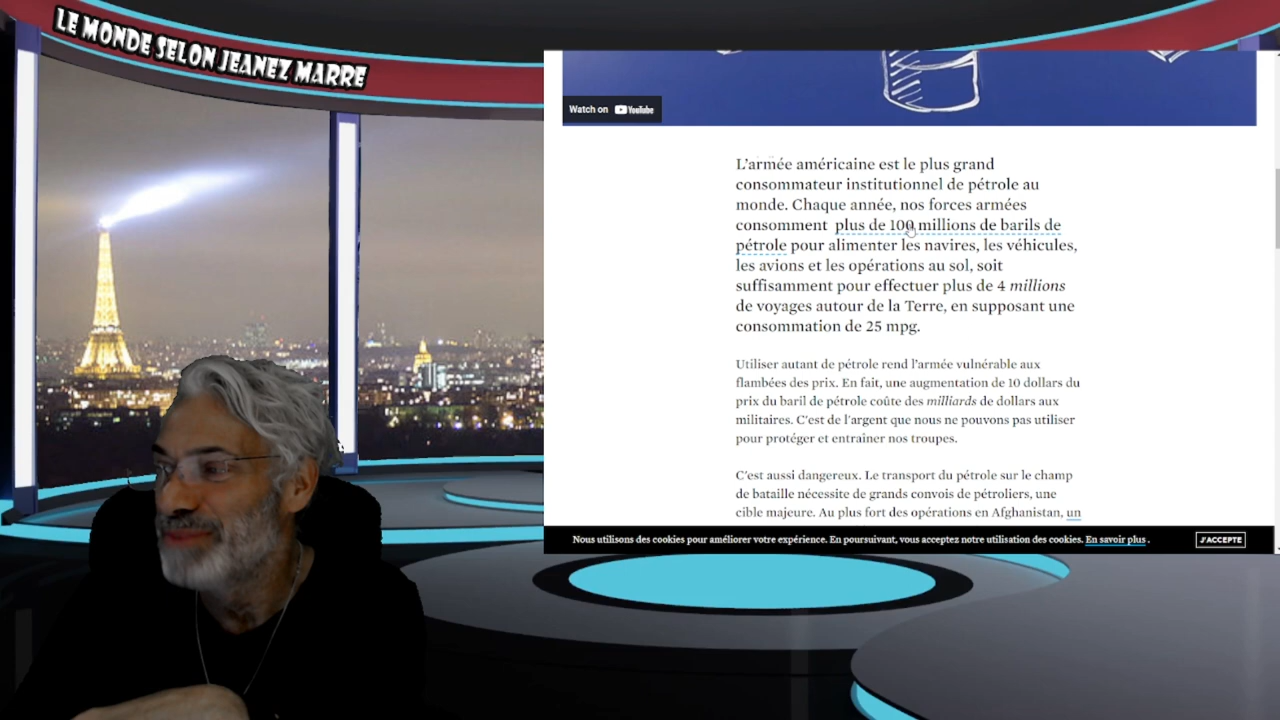 LE MONDE SELON JEANEZ MARRE
Watch on YouTube
L'armée américaine est le plus grand
consommateur institutionnel de pétrole au
monde. Chaque année, nos forces armées
consomment plus de 100 millions de barils de
pétrole pour alimenter les navires, les véhicules,
les avions et les opérations au sol, soit
suffisamment pour effectuer plus de 4 millions
de voyages autour de la Terre, en supposant une
consommation de 25 mpg.
Utiliser autant de pétrole rend l'armée vulnérable aux
flambées des prix. En fait, une augmentation de 10 dollars du
prix du baril de pétrole coûte des milliards de dollars aux
militaires. C'est de l'argent que nous ne pouvons pas utiliser
pour protéger et entraîner nos troupes.
C'est aussi dangereux. Le transport du pétrole sur le champ
de bataille nécessite de grands convois de pétroliers, une
cible majeure. Au plus fort des opérations en Afghanistan, un
Nous utilisons des cookies pour améliorer votre expérience. En poursuivant, vous acceptez notre utilisation des cookies. En savoir plus .
J'ACCEPTE